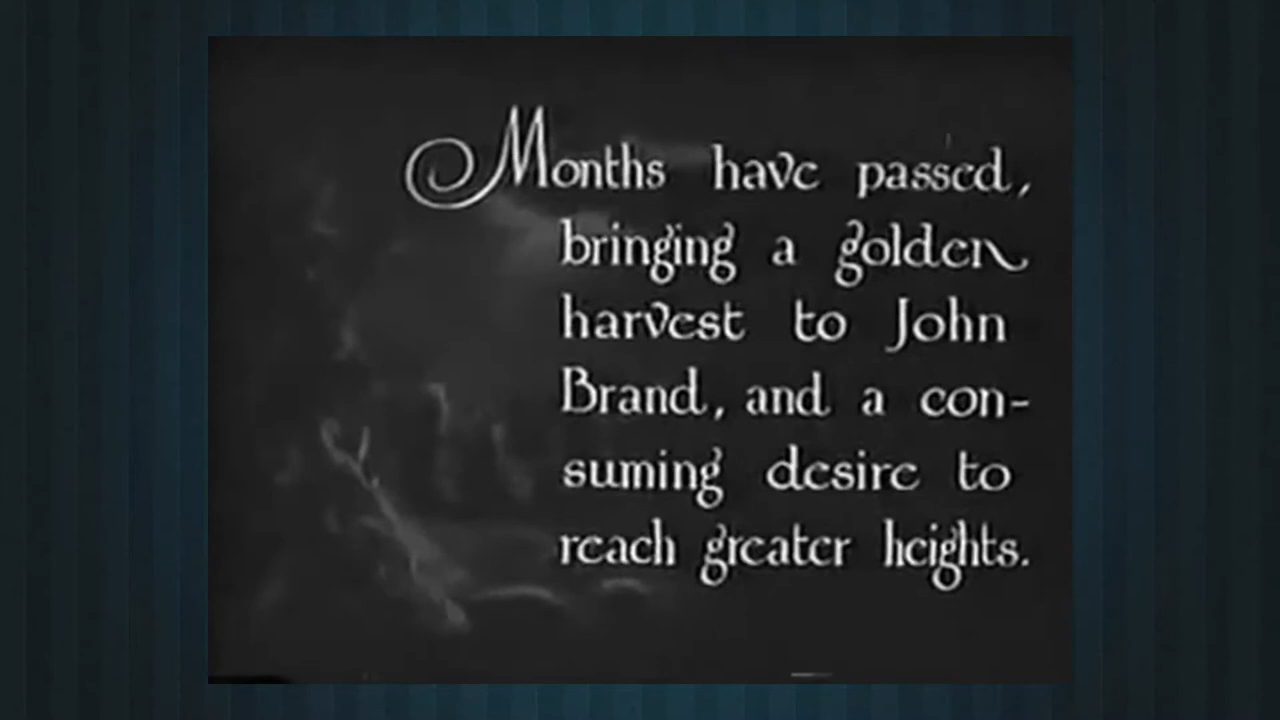 Months have passed,
bringing a golden
harvest to John
Brand, and a con-
suming desire to
reach greater heights.